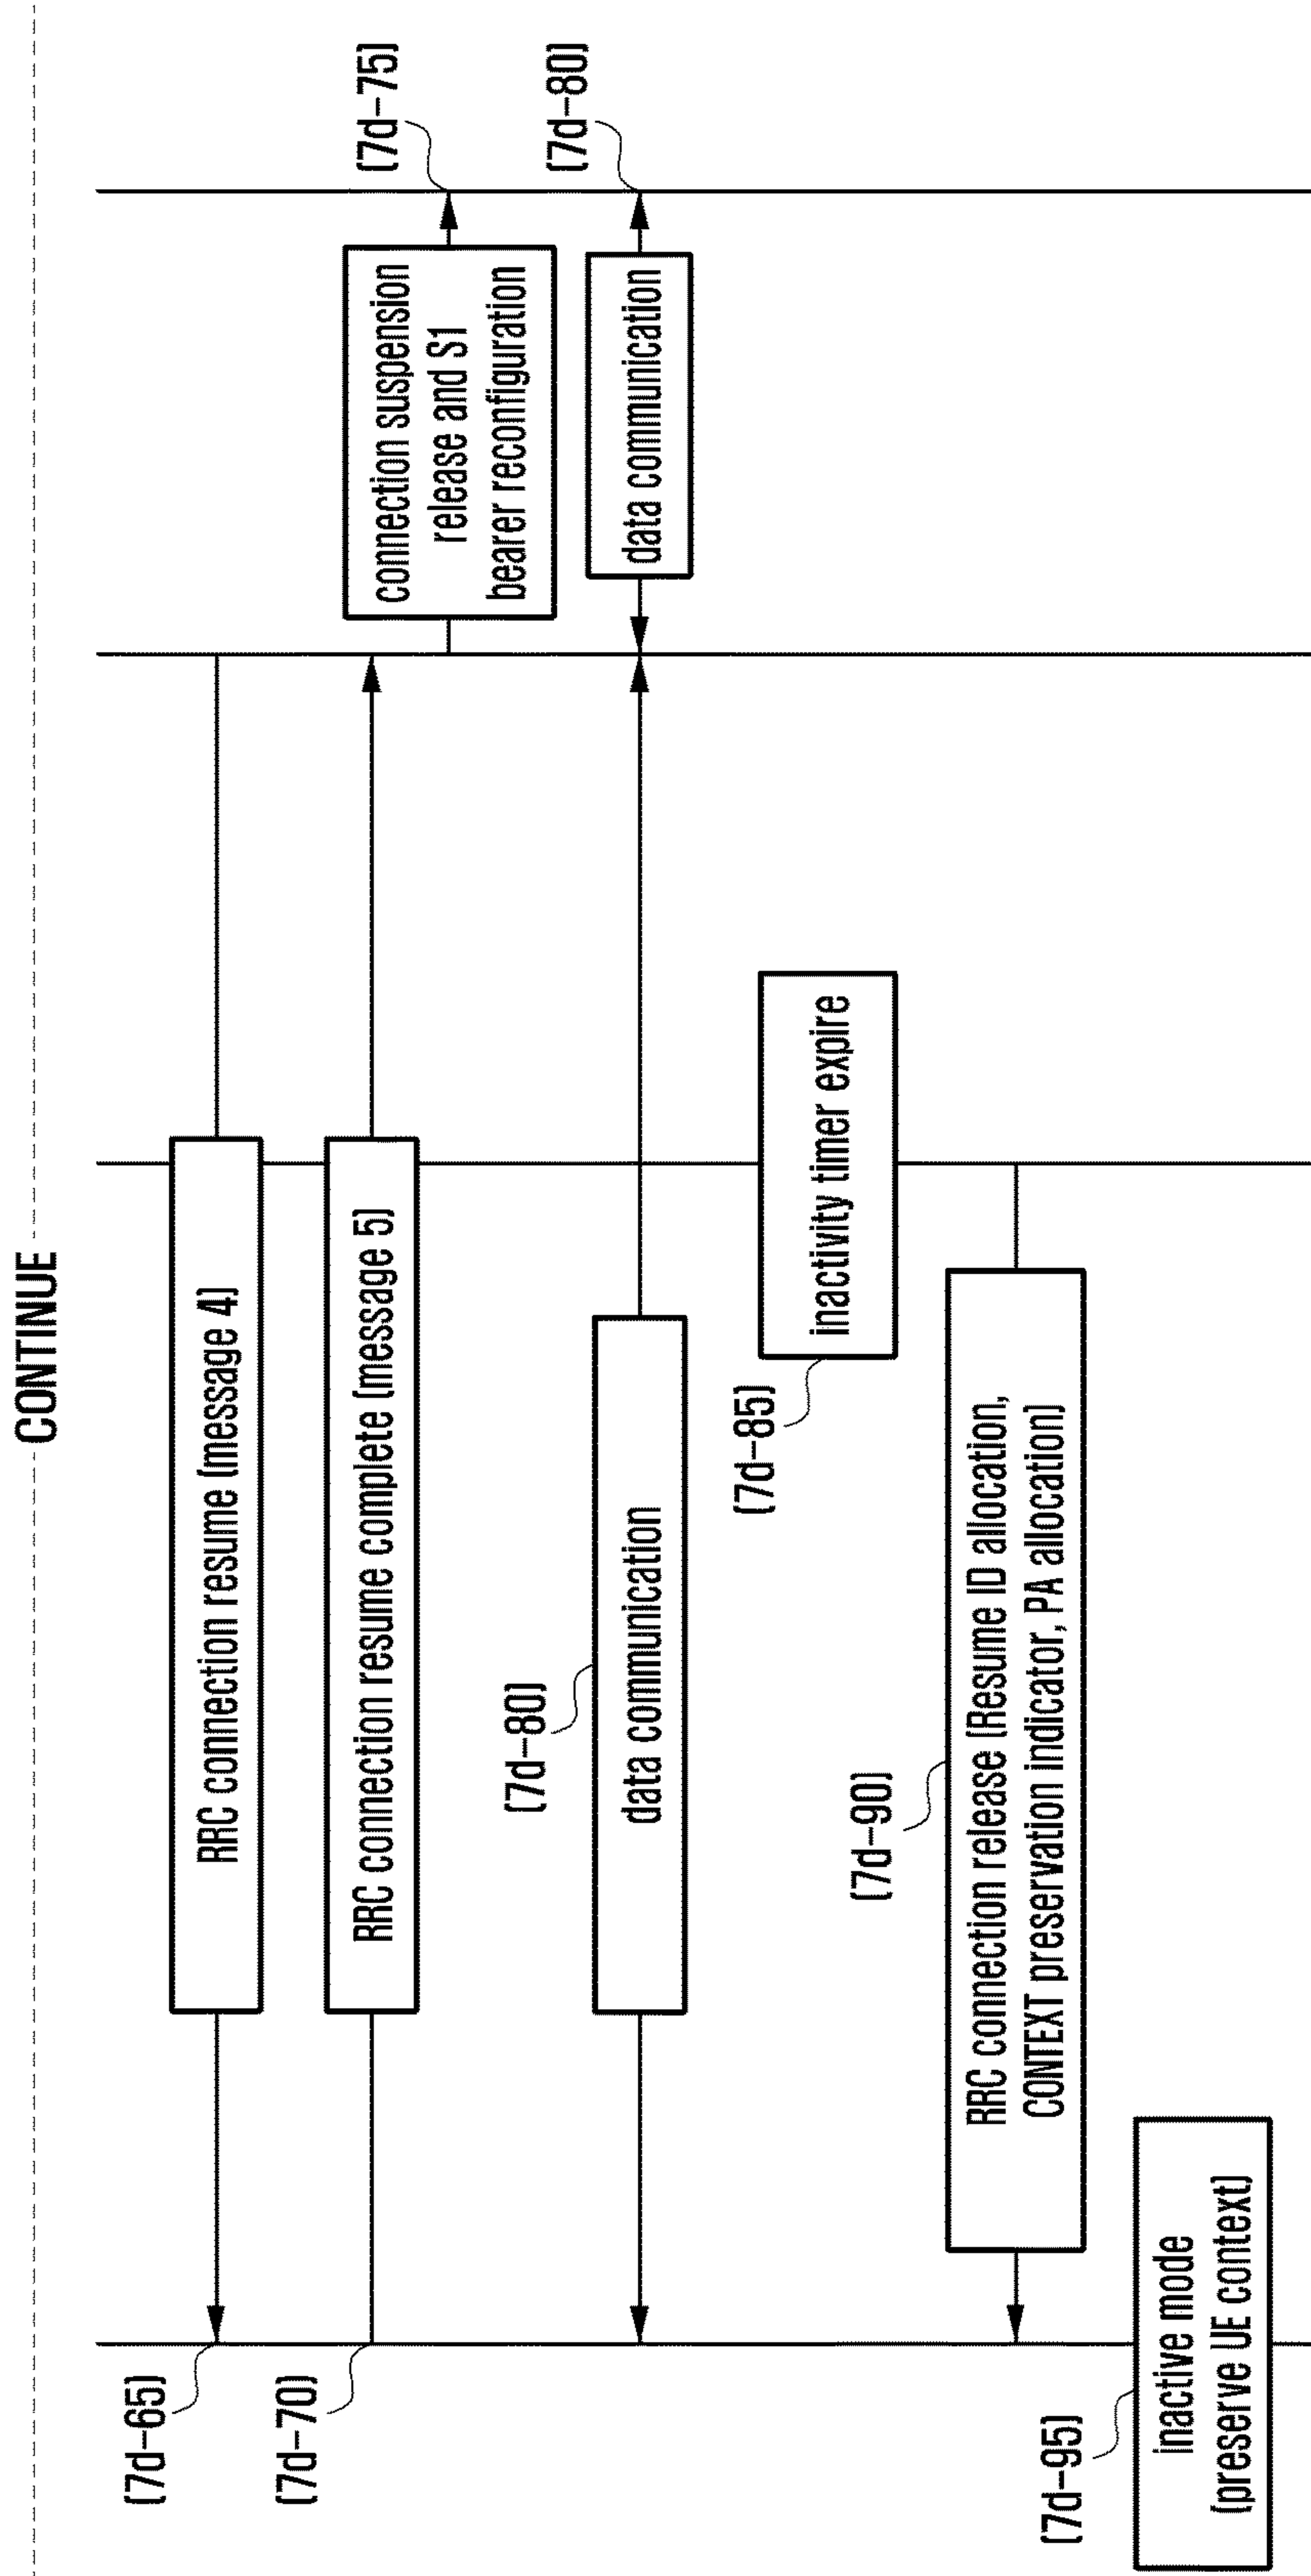 CONTINUE
(7d-65)
RRC connection resume (message 4)
(7d-70)
RRC connection resume complete (message 5)
connection suspension
release and S1
bearer reconfiguration
(7d-75)
(7d-80)
data communication
data communication
(7d-80)
(7d-85)
inactivity timer expire
(7d-90)
RRC connection release (Resume ID allocation,
CONTEXT preservation indicator, PA allocation)
(7d-95)
inactive mode
(preserve UE context)